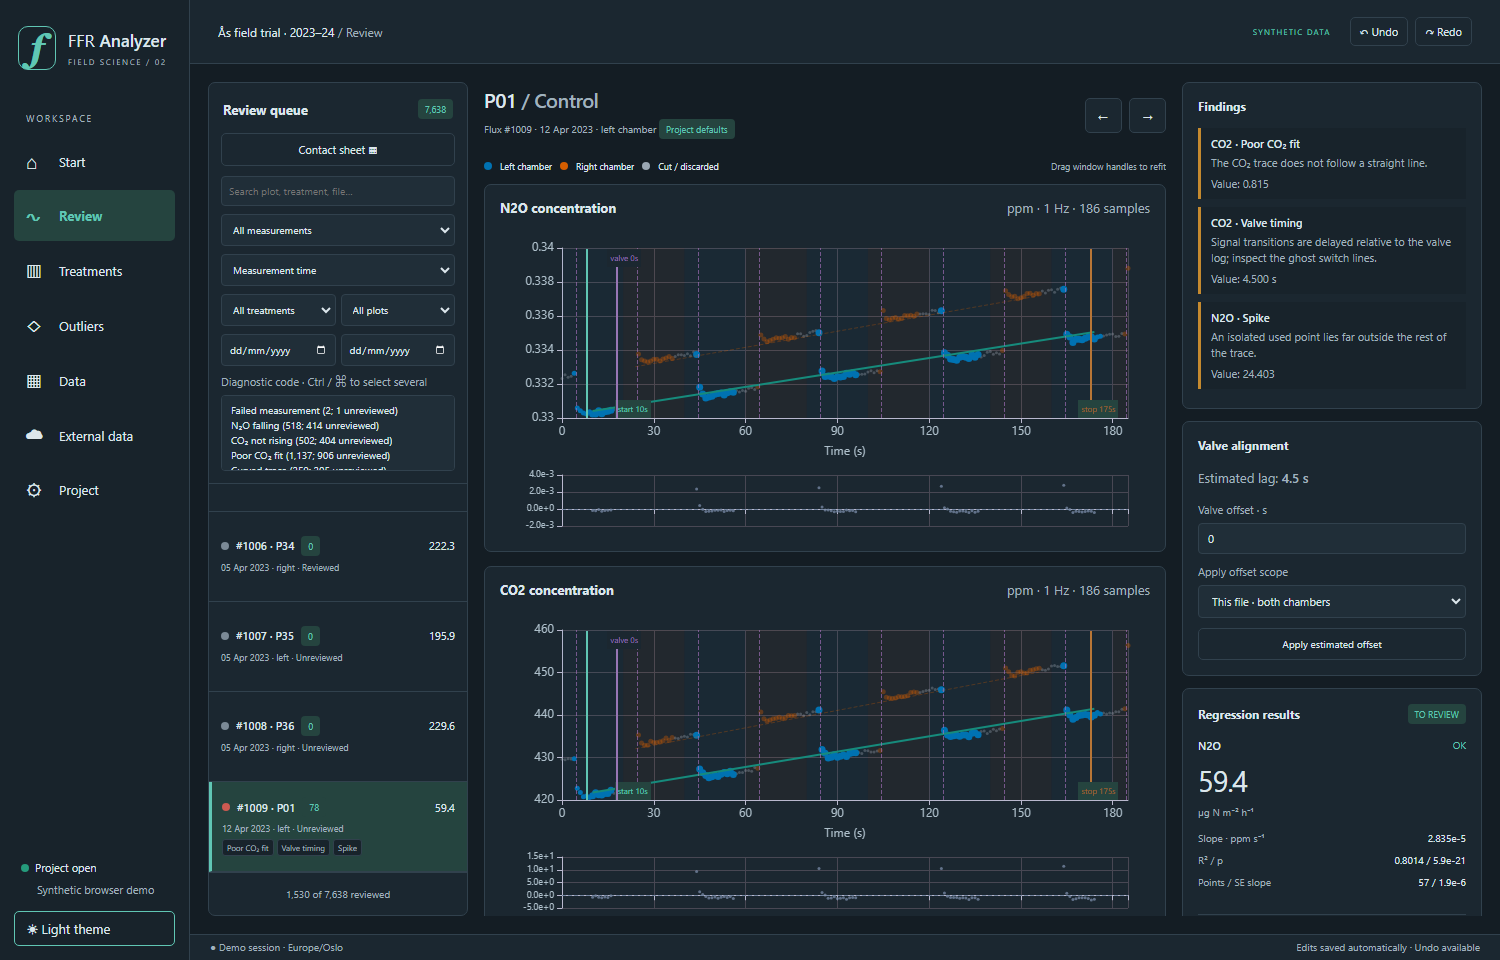 FFR Analyzer
FIELD SCIENCE / 02
WORKSPACE
Start
Review
Treatments
Outliers
Data
External data
Project
Project open
Synthetic browser demo
☀ Light theme
Ås field trial · 2023–24 / Review
SYNTHETIC DATA
↶ Undo
↷ Redo
Review queue
7,638
Contact sheet ▦
Search plot, treatment, file...
All measurements
Measurement time
All treatments
All plots
dd/mm/yyyy
dd/mm/yyyy
Diagnostic code · Ctrl / ⌘ to select several
Failed measurement (2; 1 unreviewed)
N₂O falling (518; 414 unreviewed)
CO₂ not rising (502; 404 unreviewed)
Poor CO₂ fit (1,137; 906 unreviewed)
#1006 · P34 0 222.3
05 Apr 2023 · right · Reviewed
#1007 · P35 0 195.9
05 Apr 2023 · left · Unreviewed
#1008 · P36 0 229.6
05 Apr 2023 · right · Unreviewed
#1009 · P01 78 59.4
12 Apr 2023 · left · Unreviewed
Poor CO₂ fit Valve timing Spike
1,530 of 7,638 reviewed
P01 / Control
Flux #1009 · 12 Apr 2023 · left chamber Project defaults
← →
Left chamber Right chamber Cut / discarded
Drag window handles to refit
N2O concentration
ppm · 1 Hz · 186 samples
0.34
0.338
0.336
0.334
0.332
0.33
valve 0s
start 10s
stop 175s
0 30 60 90 120 150 180
Time (s)
4.0e-3
2.0e-3
0.0e+0
-2.0e-3
CO2 concentration
ppm · 1 Hz · 186 samples
460
450
440
430
420
valve 0s
start 10s
stop 175s
0 30 60 90 120 150 180
Time (s)
1.5e+1
1.0e+1
5.0e+0
0.0e+0
-5.0e+0
Findings
CO2 · Poor CO₂ fit
The CO₂ trace does not follow a straight line.
Value: 0.815
CO2 · Valve timing
Signal transitions are delayed relative to the valve
log; inspect the ghost switch lines.
Value: 4.500 s
N2O · Spike
An isolated used point lies far outside the rest of
the trace.
Value: 24.403
Valve alignment
Estimated lag: 4.5 s
Valve offset · s
0
Apply offset scope
This file · both chambers
Apply estimated offset
Regression results
TO REVIEW
N2O OK
59.4
µg N m⁻² h⁻¹
Slope · ppm s⁻¹ 2.835e-5
R² / p 0.8014 / 5.9e-21
Points / SE slope 57 / 1.9e-6
● Demo session · Europe/Oslo
Edits saved automatically · Undo available